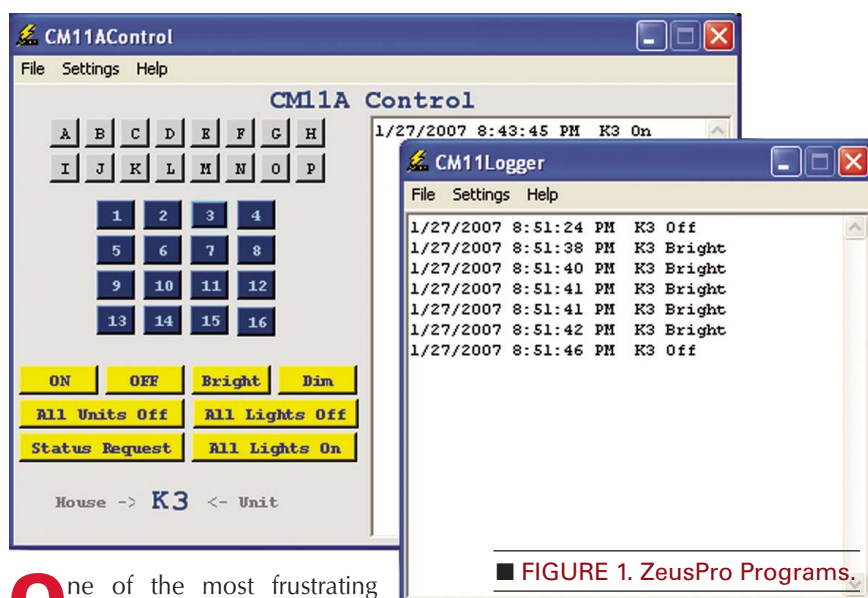 CM11AControl
File Settings Help
CM11A Control
A B C D E F G H
I J K L M N O P
1 2 3 4
5 6 7 8
9 10 11 12
13 14 15 16
ON OFF Bright Dim
All Units Off All Lights Off
Status Request All Lights On
House -> K3 <- Unit
1/27/2007 8:43:45 PM K3 On
CM11Logger
File Settings Help
1/27/2007 8:51:24 PM K3 Off
1/27/2007 8:51:38 PM K3 Bright
1/27/2007 8:51:40 PM K3 Bright
1/27/2007 8:51:41 PM K3 Bright
1/27/2007 8:51:41 PM K3 Bright
1/27/2007 8:51:42 PM K3 Bright
1/27/2007 8:51:46 PM K3 Off
■ FIGURE 1. ZeusPro Programs.
One of the most frustrating